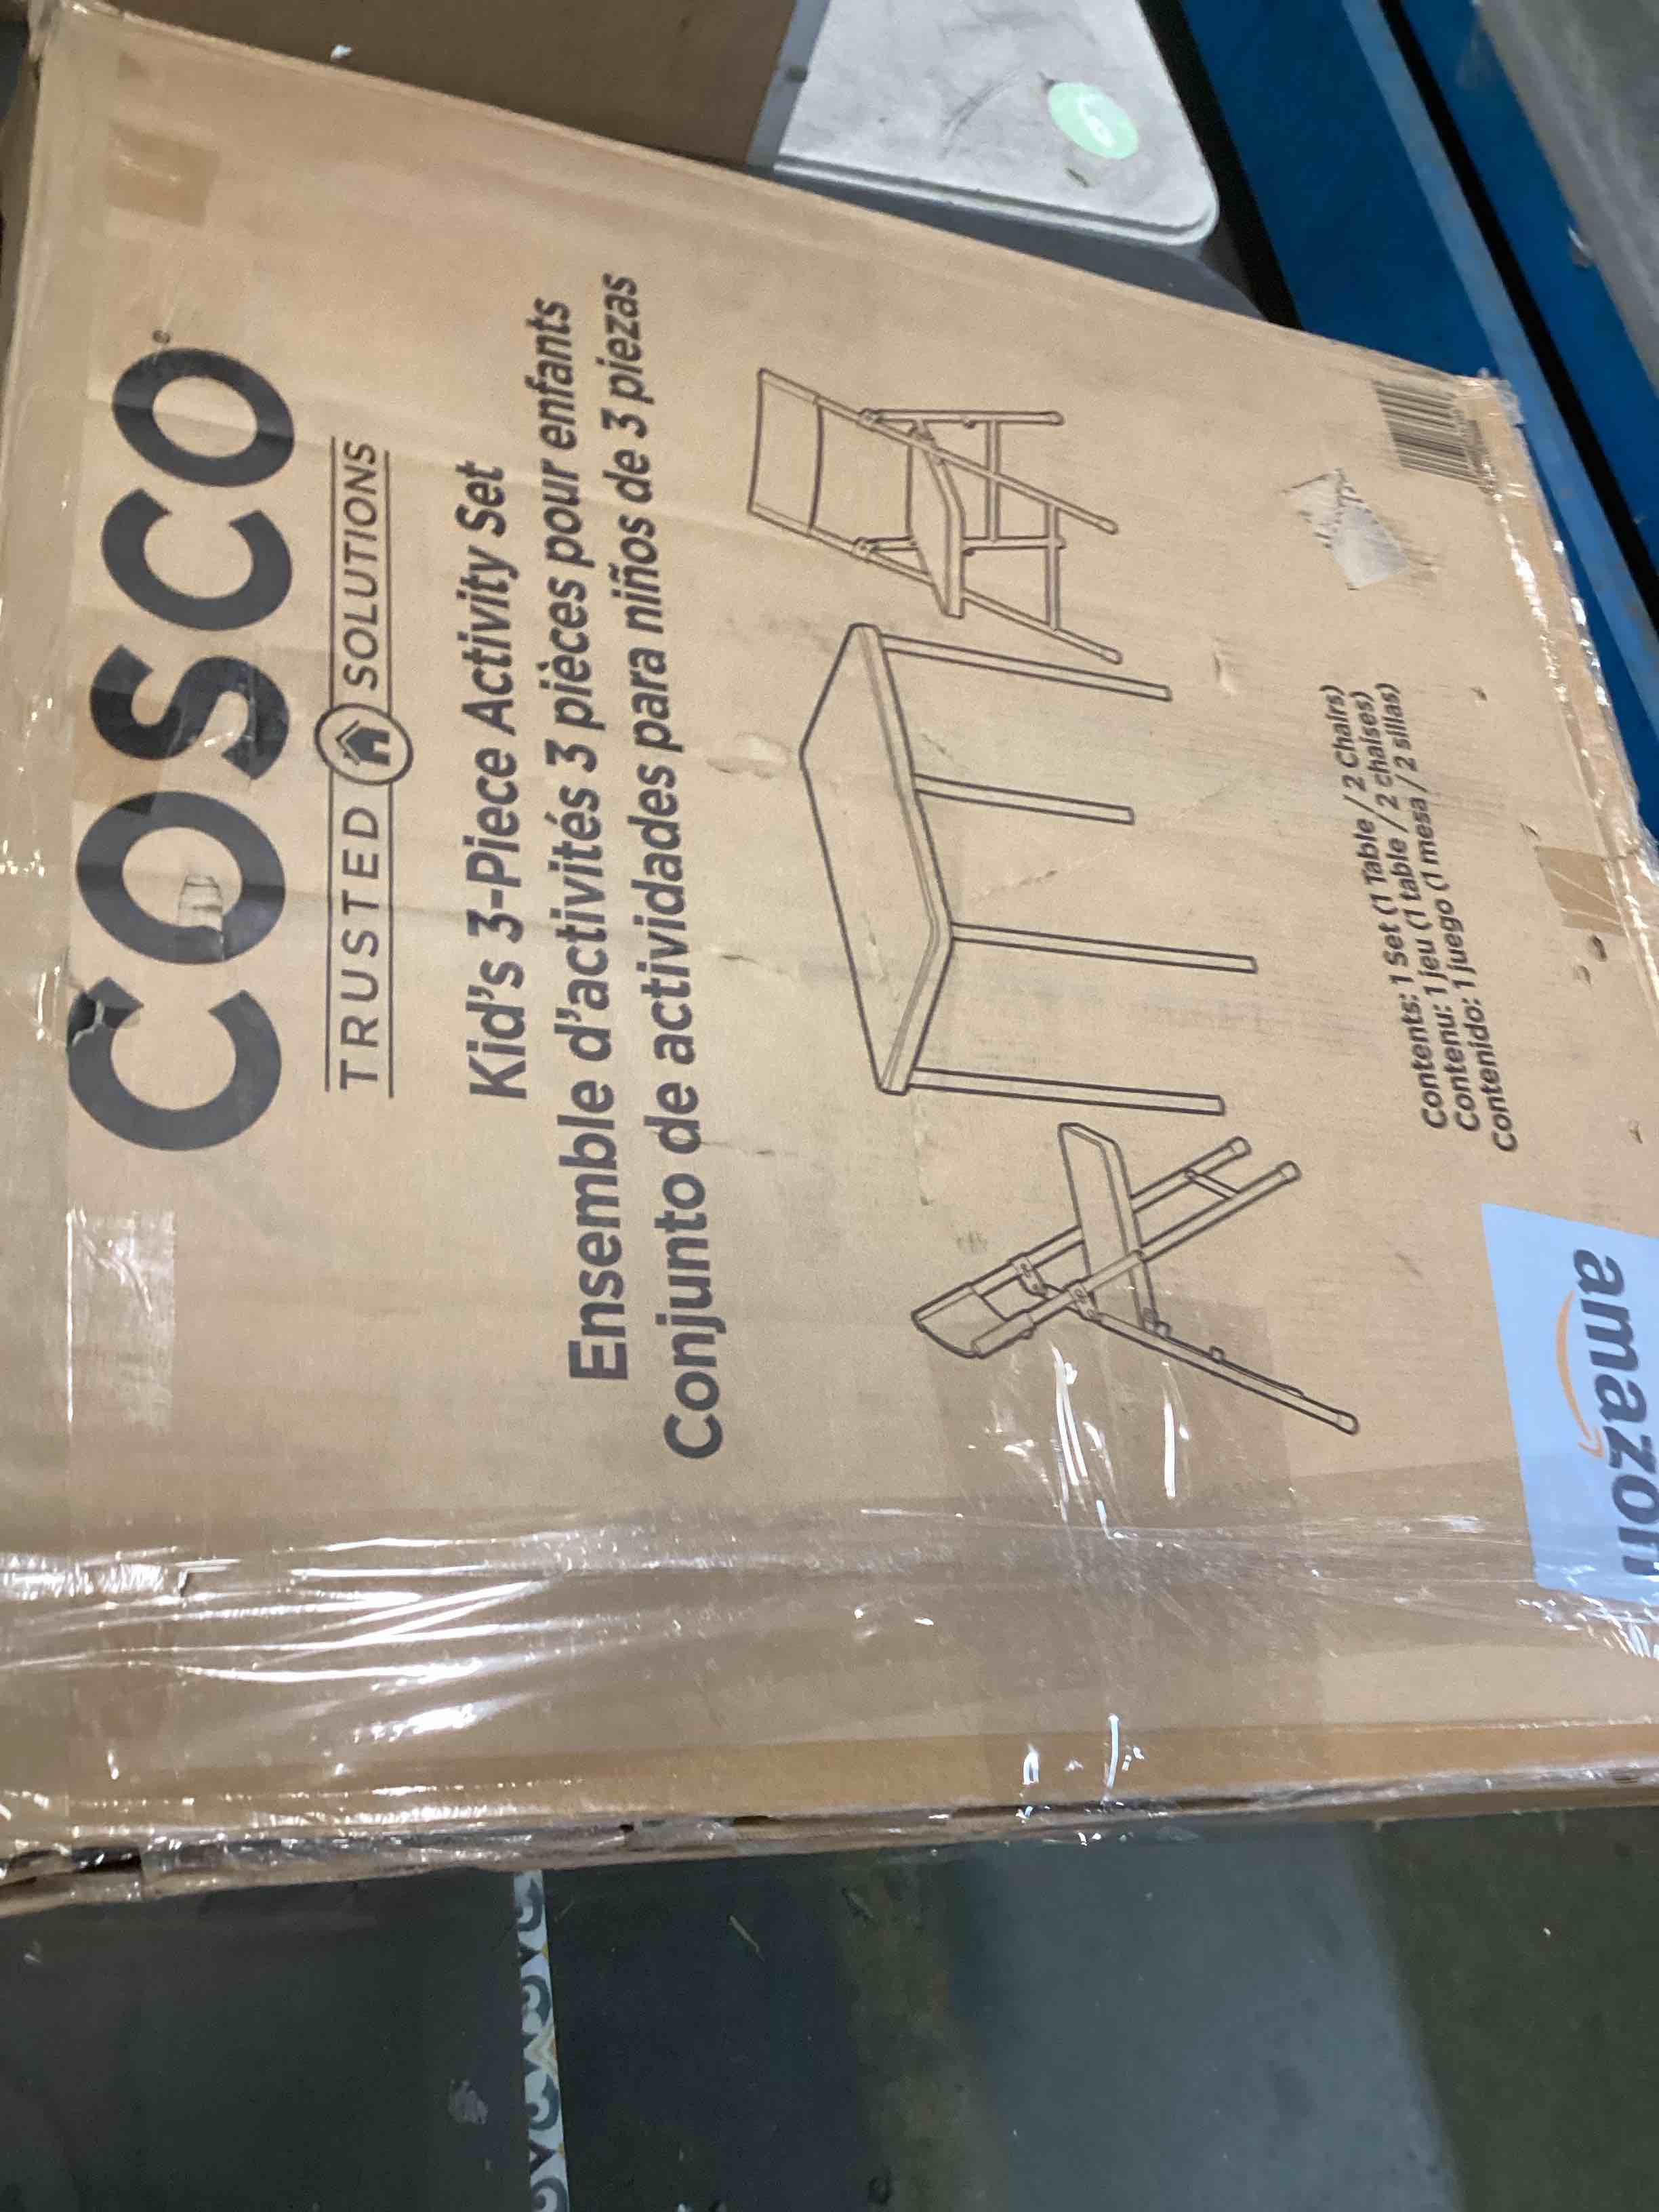 COSCO
TRUSTED SOLUTIONS
Kid's 3-Piece Activity Set
Ensemble d'activités 3 pièces pour enfants
Conjunto de actividades para niños de 3 piezas
Contents: 1 Set (1 Table / 2 Chairs)
Contenu: 1 jeu (1 table / 2 chaises)
Contenido: 1 juego (1 mesa / 2 sillas)
amazon